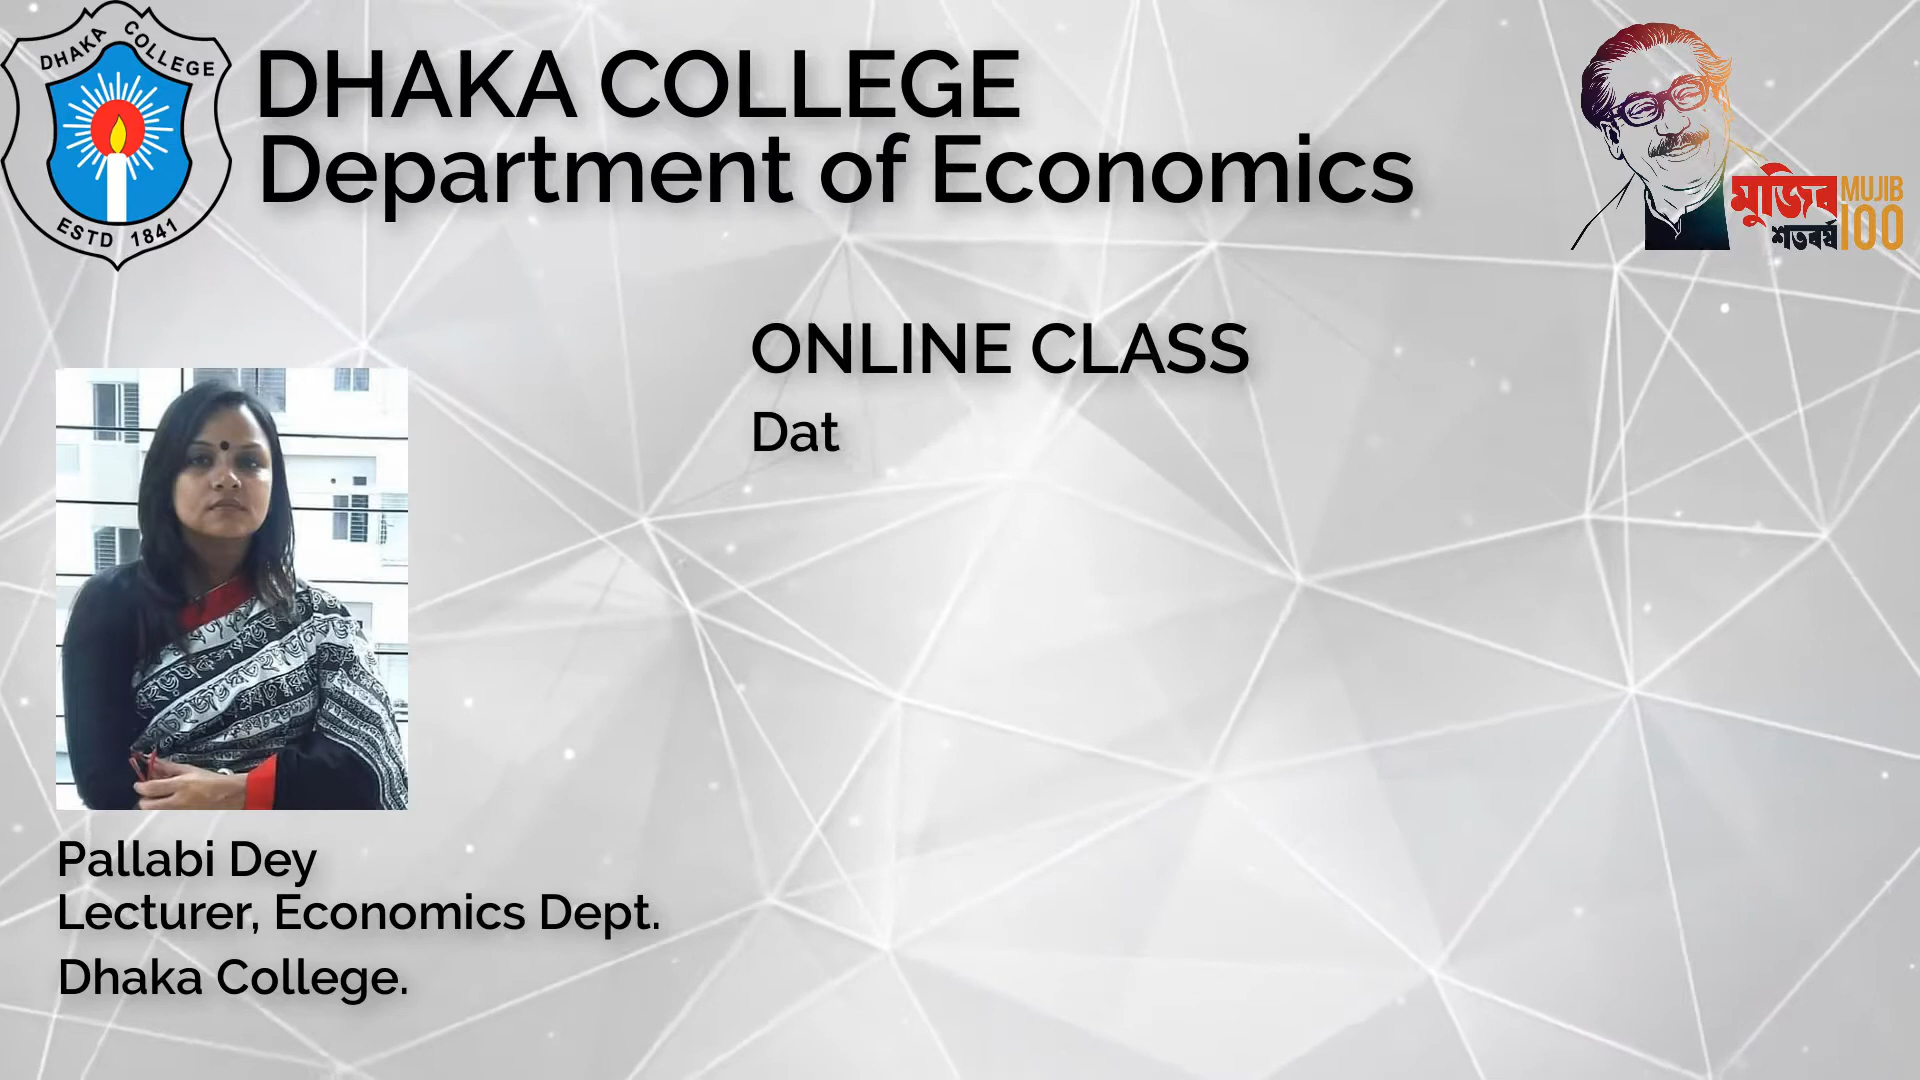 DHAKA COLLEGE
ESTD 1841
DHAKA COLLEGE
Department of Economics
মুজিব
শতবর্ষ
MUJIB
100
ONLINE CLASS
Dat
Pallabi Dey
Lecturer, Economics Dept.
Dhaka College.